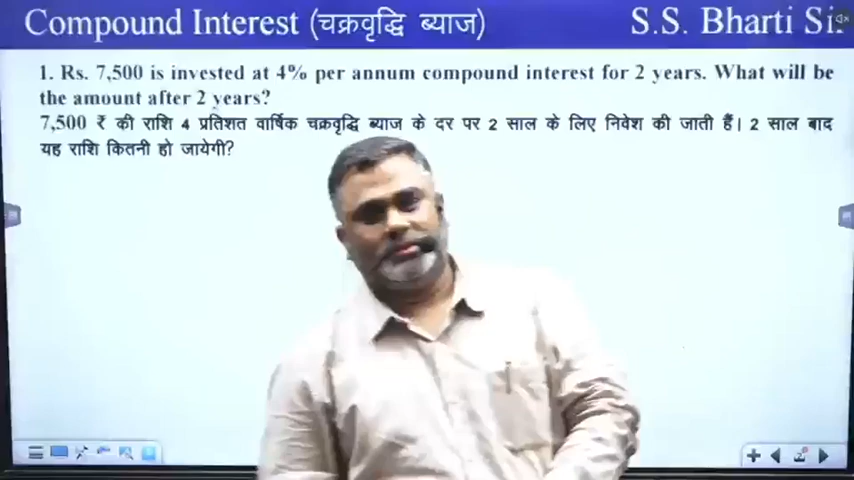 Compound Interest (चक्रवृद्धि ब्याज)
S.S. Bharti Sir
1. Rs. 7,500 is invested at 4% per annum compound interest for 2 years. What will be
the amount after 2 years?
7,500 ₹ की राशि 4 प्रतिशत वार्षिक चक्रवृद्धि ब्याज के दर पर 2 साल के लिए निवेश की जाती हैं। 2 साल बाद
यह राशि कितनी हो जायेगी?